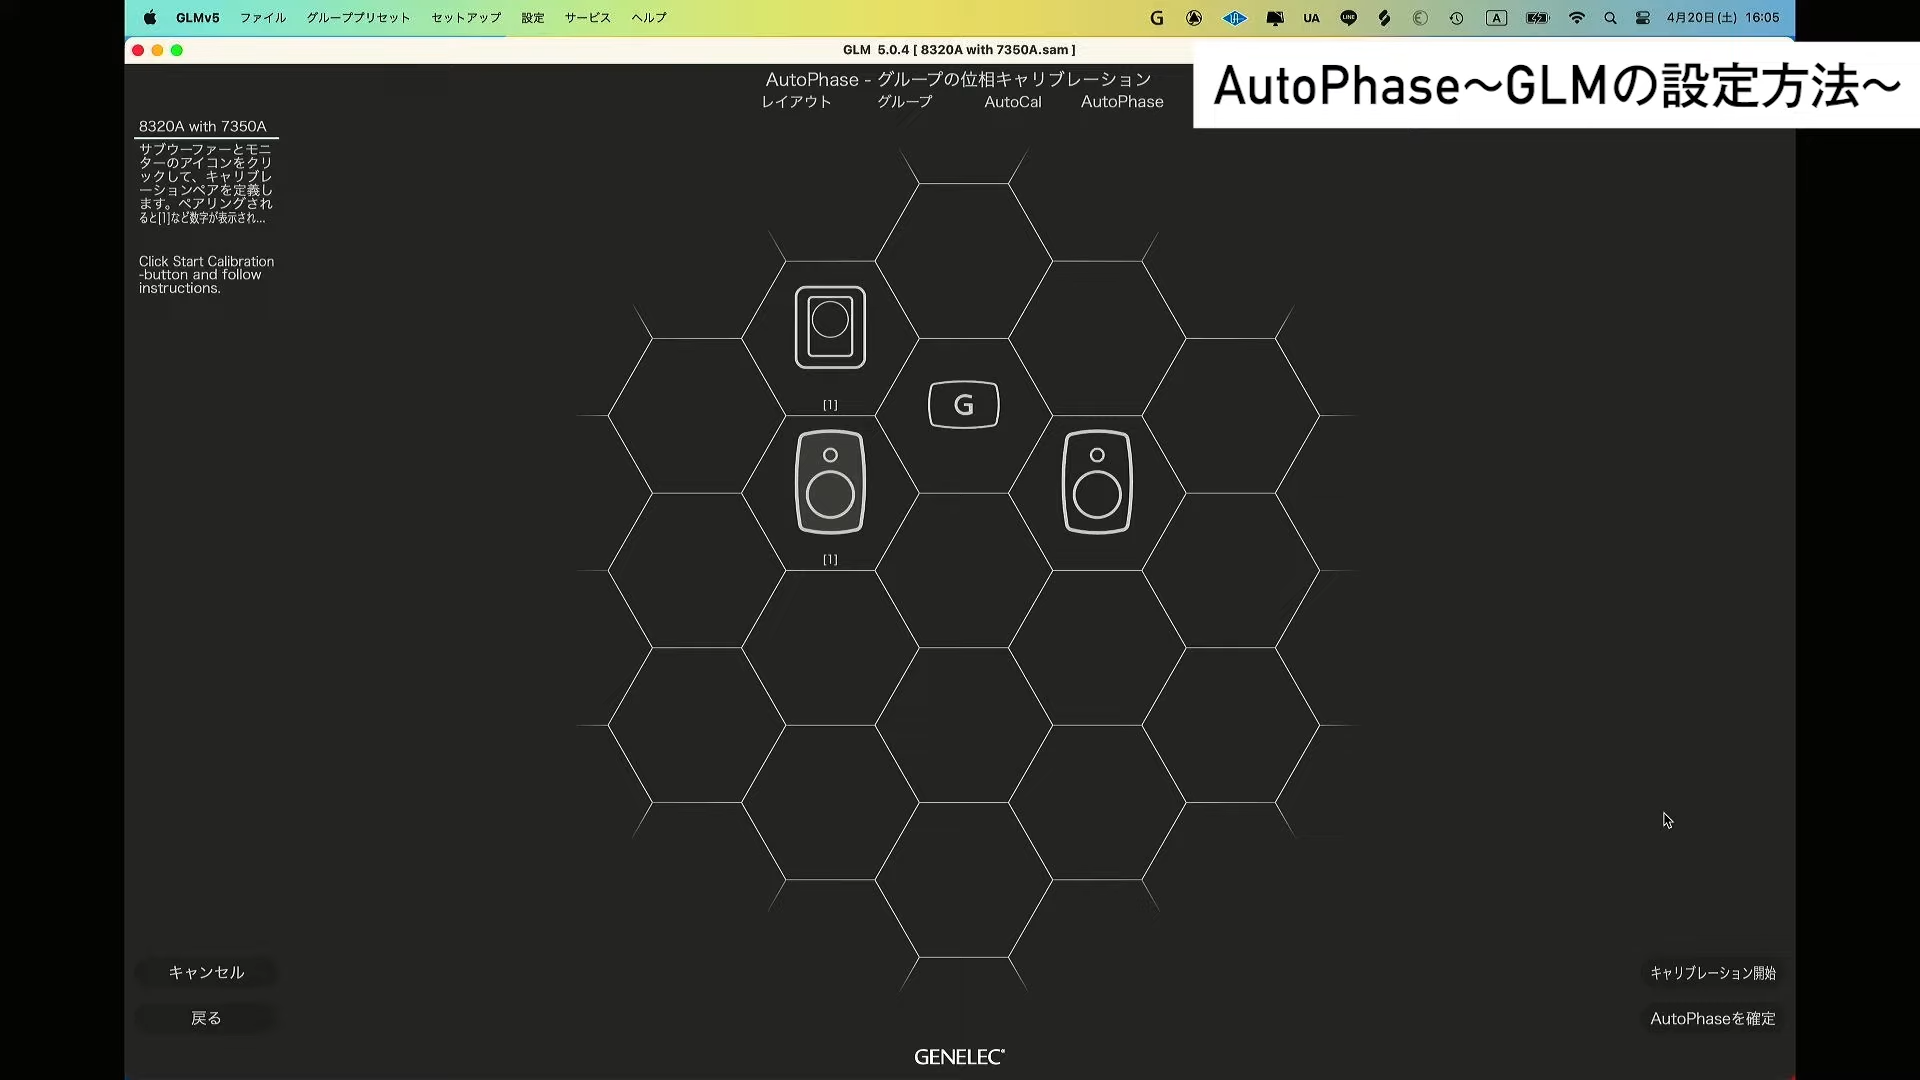 GLMv5 ファイル グループプリセット セットアップ 設定 サービス ヘルプ G UA LINE A 4月20日(土) 16:05
GLM 5.0.4 [ 8320A with 7350A.sam ]
AutoPhase～GLMの設定方法～
AutoPhase - グループの位相キャリブレーション
レイアウト グループ AutoCal AutoPhase
8320A with 7350A
サブウーファーとモニ
ターのアイコンをクリ
ックして、キャリブレ
ーションペアを定義し
ます。ペアリングされ
ると[1]など数字が表示され...
Click Start Calibration
-button and follow
instructions.
[1]
G
[1]
キャンセル
キャリブレーション開始
戻る
AutoPhaseを確定
GENELEC®